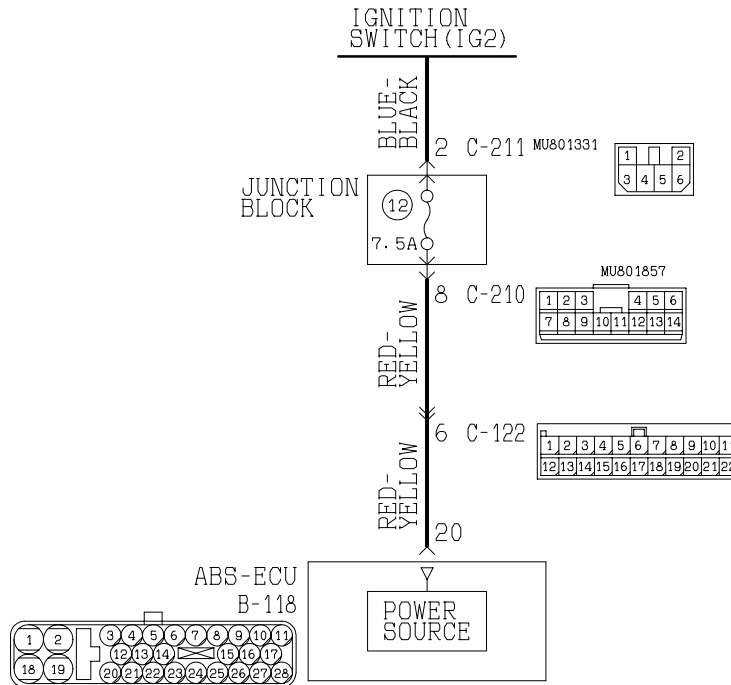 IGNITION
SWITCH(IG2)
BLUE-
BLACK
2 C-211 MU801331
1 2
3 4 5 6
JUNCTION
BLOCK
12
7.5A
MU801857
8 C-210
1 2 3 4 5 6
7 8 9 10 11 12 13 14
RED-
YELLOW
6 C-122
1 2 3 4 5 6 7 8 9 10 11
12 13 14 15 16 17 18 19 20 21 22
RED-
YELLOW
20
ABS-ECU
B-118
POWER
SOURCE
1 2 3 4 5 6 7 8 9 10 11
12 13 14 15 16 17
18 19 20 21 22 23 24 25 26 27 28